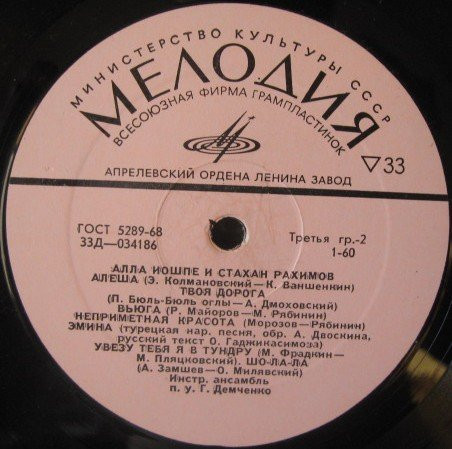 МИНИСТЕРСТВО КУЛЬТУРЫ СССР
МЕЛОДИЯ
ВСЕСОЮЗНАЯ ФИРМА ГРАМПЛАСТИНОК
АПРЕЛЕВСКИЙ ОРДЕНА ЛЕНИНА ЗАВОД
▽33
ГОСТ 5289-68
33Д—034186
Третья гр.-2
1-60
АЛЛА ИОШПЕ И СТАХАН РАХИМОВ
АЛЕША (Э. Колмановский—К. Ваншенкин)
ТВОЯ ДОРОГА
(П. Бюль-Бюль оглы—А. Дмоховский)
ВЬЮГА (Р. Майоров—М. Рябинин)
НЕПРИМЕТНАЯ КРАСОТА (Морозов—Рябинин)
ЭМИНА (турецкая нар. песня, обр. А. Двоскина,
русский текст О. Гаджикасимова)
УВЕЗУ ТЕБЯ Я В ТУНДРУ (М. Фрадкин—
М. Пляцковский). ШО-ЛА-ЛА
(А. Замшев—О. Милявский)
Инстр. ансамбль
п. у. Г. Демченко